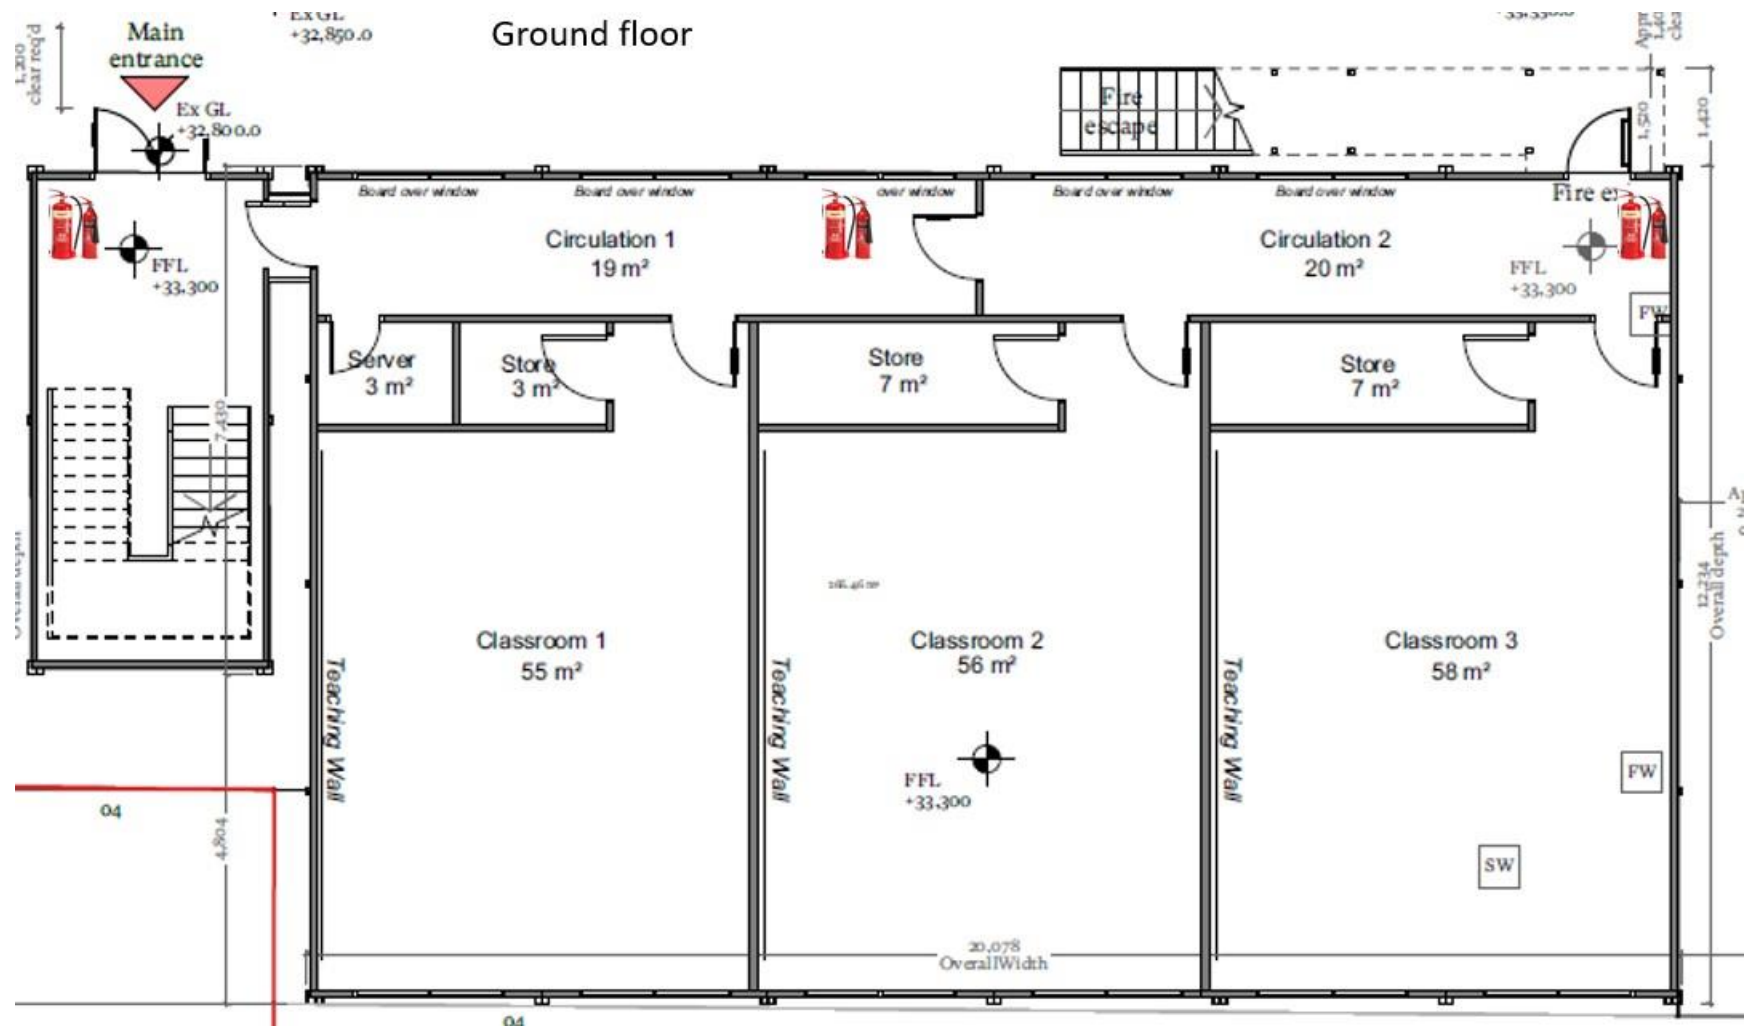 Ground floor
+32,850.0
1,200
clear req'd
Main
entrance
Ex GL
+32,800.0
Fire
escape
1,520
1,420
Board over window
Board over window
over window
Board over window
Board over window
Fire
Circulation 1
19 m²
Circulation 2
20 m²
FFL
+33,300
FFL
+33,300
FW
Server
3 m²
Store
3 m²
Store
7 m²
Store
7 m²
7,430
Classroom 1
55 m²
Classroom 2
56 m²
Classroom 3
58 m²
12,234
Overall depth
Teaching Wall
Teaching Wall
Teaching Wall
FFL
+33,300
FW
SW
04
4,804
20,078
Overall Width
04